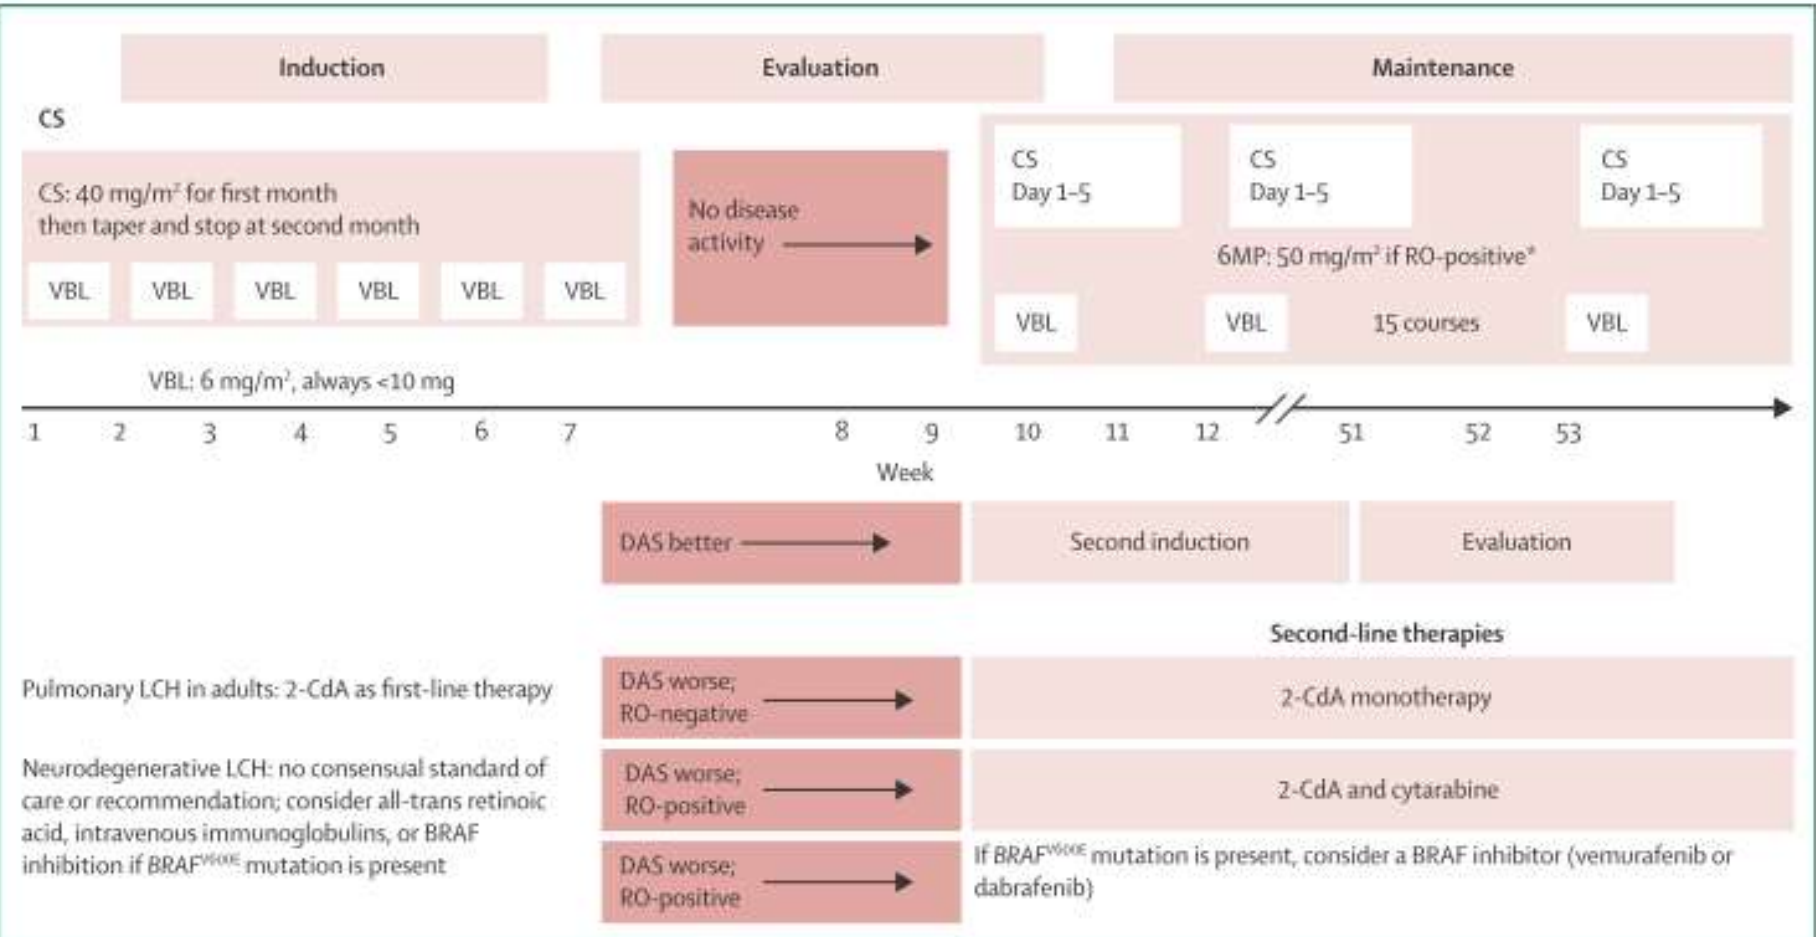 Induction
Evaluation
Maintenance
CS
CS: 40 mg/m² for first month
then taper and stop at second month
VBL
VBL
VBL
VBL
VBL
VBL
VBL: 6 mg/m², always <10 mg
No disease
activity
CS
Day 1–5
CS
Day 1–5
CS
Day 1–5
6MP: 50 mg/m² if RO-positive*
VBL
VBL
15 courses
VBL
1 2 3 4 5 6 7 8 9 10 11 12 51 52 53
Week
DAS better
Second induction
Evaluation
Second-line therapies
Pulmonary LCH in adults: 2-CdA as first-line therapy
DAS worse;
RO-negative
2-CdA monotherapy
Neurodegenerative LCH: no consensual standard of
care or recommendation; consider all-trans retinoic
acid, intravenous immunoglobulins, or BRAF
inhibition if BRAFV600E mutation is present
DAS worse;
RO-positive
2-CdA and cytarabine
DAS worse;
RO-positive
If BRAFV600E mutation is present, consider a BRAF inhibitor (vemurafenib or
dabrafenib)